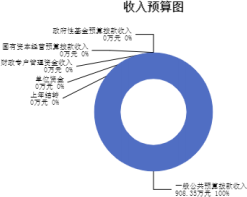 收入预算图
政府性基金预算拨款收入
0万元 0%
国有资本经营预算拨款收入
0万元 0%
财政专户管理资金收入
0万元 0%
单位资金
0万元 0%
上年结转
0万元 0%
一般公共预算拨款收入
908.35万元 100%